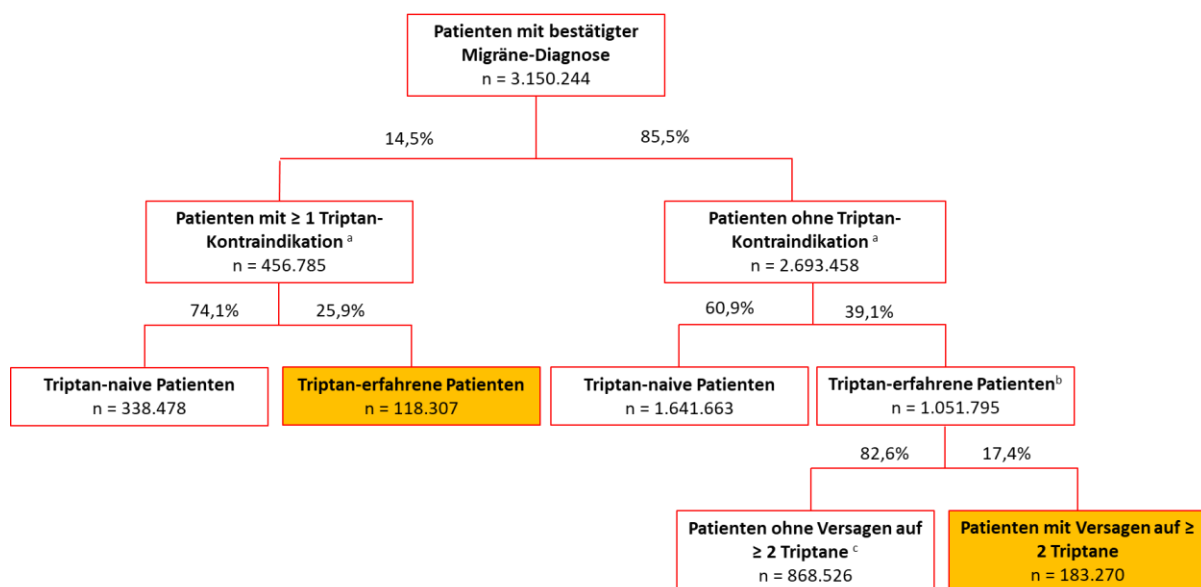 Patienten mit bestätigter
Migräne-Diagnose
n = 3.150.244
14,5%
85,5%
Patienten mit ≥ 1 Triptan-
Kontraindikation a
n = 456.785
Patienten ohne Triptan-
Kontraindikation a
n = 2.693.458
74,1%
25,9%
60,9%
39,1%
Triptan-naive Patienten
n = 338.478
Triptan-erfahrene Patienten
n = 118.307
Triptan-naive Patienten
n = 1.641.663
Triptan-erfahrene Patienten b
n = 1.051.795
82,6%
17,4%
Patienten ohne Versagen auf
≥ 2 Triptane c
n = 868.526
Patienten mit Versagen auf ≥
2 Triptane
n = 183.270